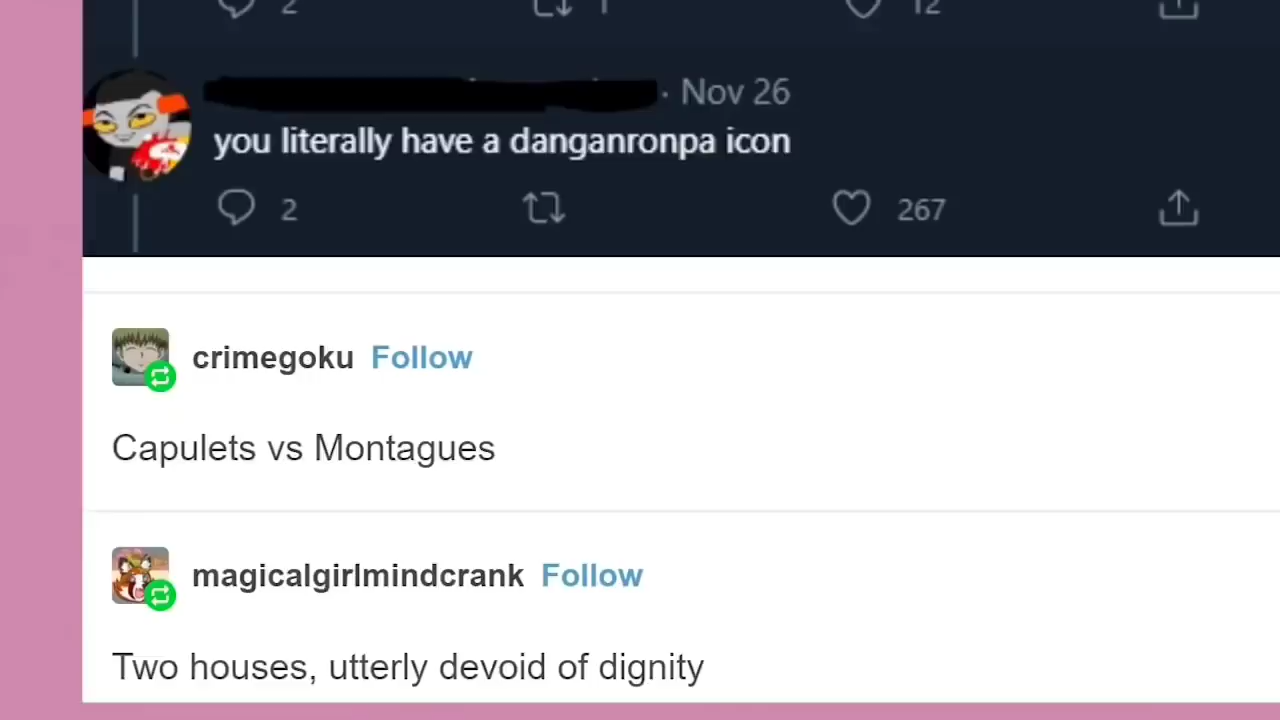 2 1 12
· Nov 26
you literally have a danganronpa icon
2 267
crimegoku Follow
Capulets vs Montagues
magicalgirlmindcrank Follow
Two houses, utterly devoid of dignity